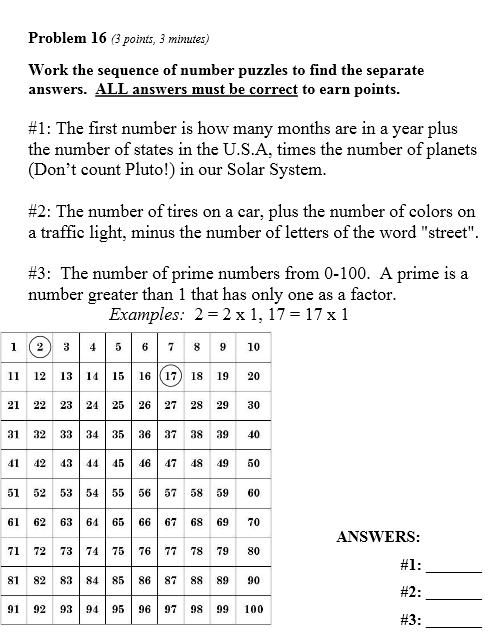 Problem 16 (3 points, 3 minutes)
Work the sequence of number puzzles to find the separate
answers. ALL answers must be correct to earn points.
#1: The first number is how many months are in a year plus
the number of states in the U.S.A, times the number of planets
(Don't count Pluto!) in our Solar System.
#2: The number of tires on a car, plus the number of colors on
a traffic light, minus the number of letters of the word "street".
#3: The number of prime numbers from 0-100. A prime is a
number greater than 1 that has only one as a factor.
Examples: 2 = 2 x 1, 17 = 17 x 1
1 2 3 4 5 6 7 8 9 10
11 12 13 14 15 16 17 18 19 20
21 22 23 24 25 26 27 28 29 30
31 32 33 34 35 36 37 38 39 40
41 42 43 44 45 46 47 48 49 50
51 52 53 54 55 56 57 58 59 60
61 62 63 64 65 66 67 68 69 70
71 72 73 74 75 76 77 78 79 80
81 82 83 84 85 86 87 88 89 90
91 92 93 94 95 96 97 98 99 100
ANSWERS:
#1:
#2:
#3: